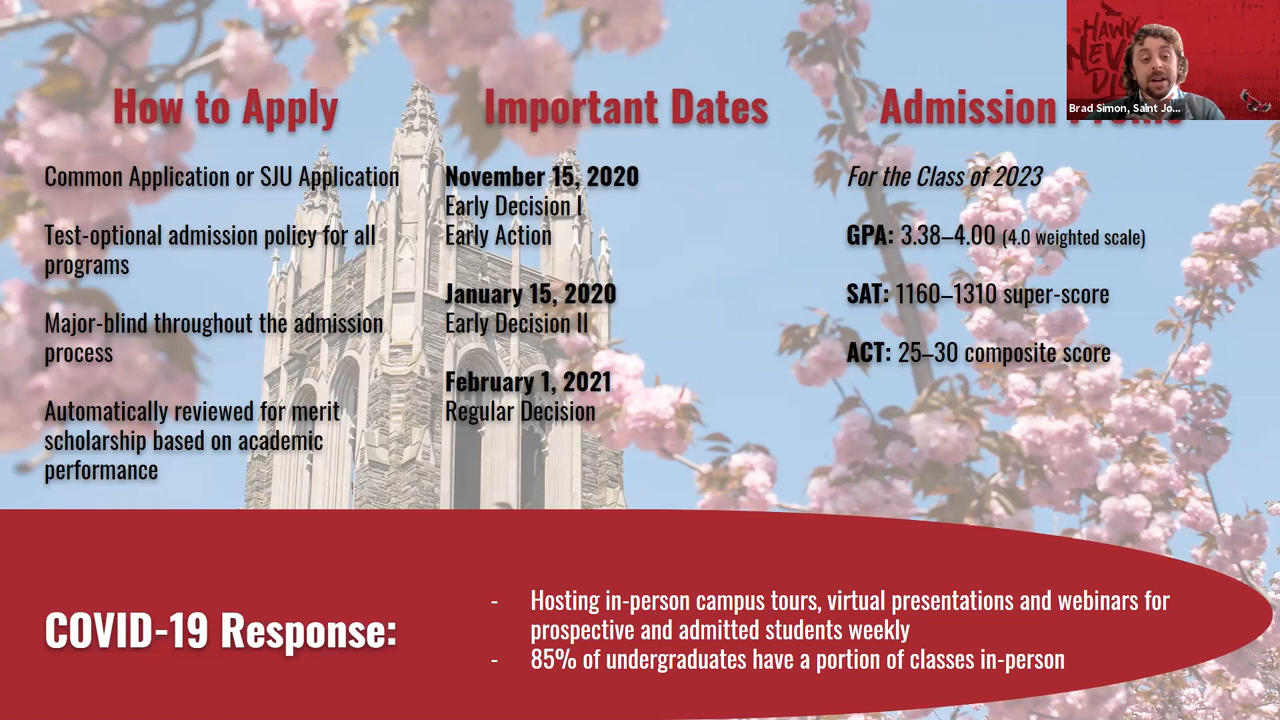 How to Apply
Common Application or SJU Application
Test-optional admission policy for all
programs
Major-blind throughout the admission
process
Automatically reviewed for merit
scholarship based on academic
performance
Important Dates
November 15, 2020
Early Decision I
Early Action
January 15, 2020
Early Decision II
February 1, 2021
Regular Decision
Admission
For the Class of 2023
GPA: 3.38–4.00 (4.0 weighted scale)
SAT: 1160–1310 super-score
ACT: 25–30 composite score
HAWK
Brad Simon, Saint Jo...
COVID-19 Response:
- Hosting in-person campus tours, virtual presentations and webinars for
prospective and admitted students weekly
- 85% of undergraduates have a portion of classes in-person